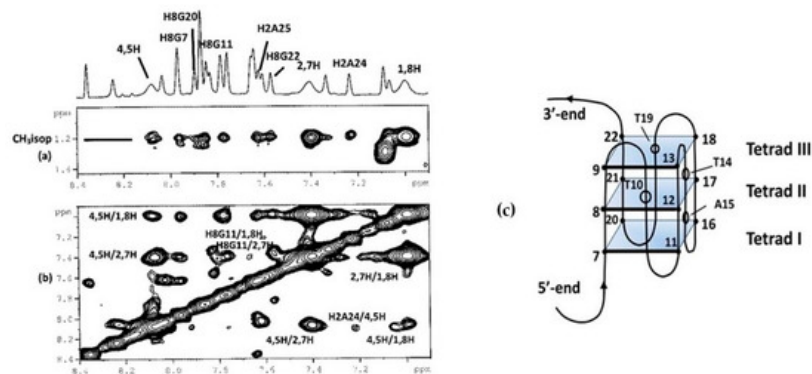 H8G20
H8G7
H8G11
H2A25
H8G22
4,5H
2,7H
H2A24
1,8H
ppm
1.2
CH₃isop
(a)
1.6
8.4 8.2 8.0 7.8 7.6 7.4 7.2 ppm
ppm
4,5H/1,8H
H8G11/1,8H,
H8G11/2,7H
7.2
4,5H/2,7H
7.4
2,7H/1,8H
(b)
7.6
7.8
8.0
H2A24/4,5H
8.2
4,5H/2,7H
4,5H/1,8H
8.4
8.2 8.0 7.8 7.6 7.4 7.2 ppm
(c)
3'-end
T19
22
18
Tetrad III
9
13
T14
21
T10
17
Tetrad II
8
12
A15
20
16
7
11
Tetrad I
5'-end